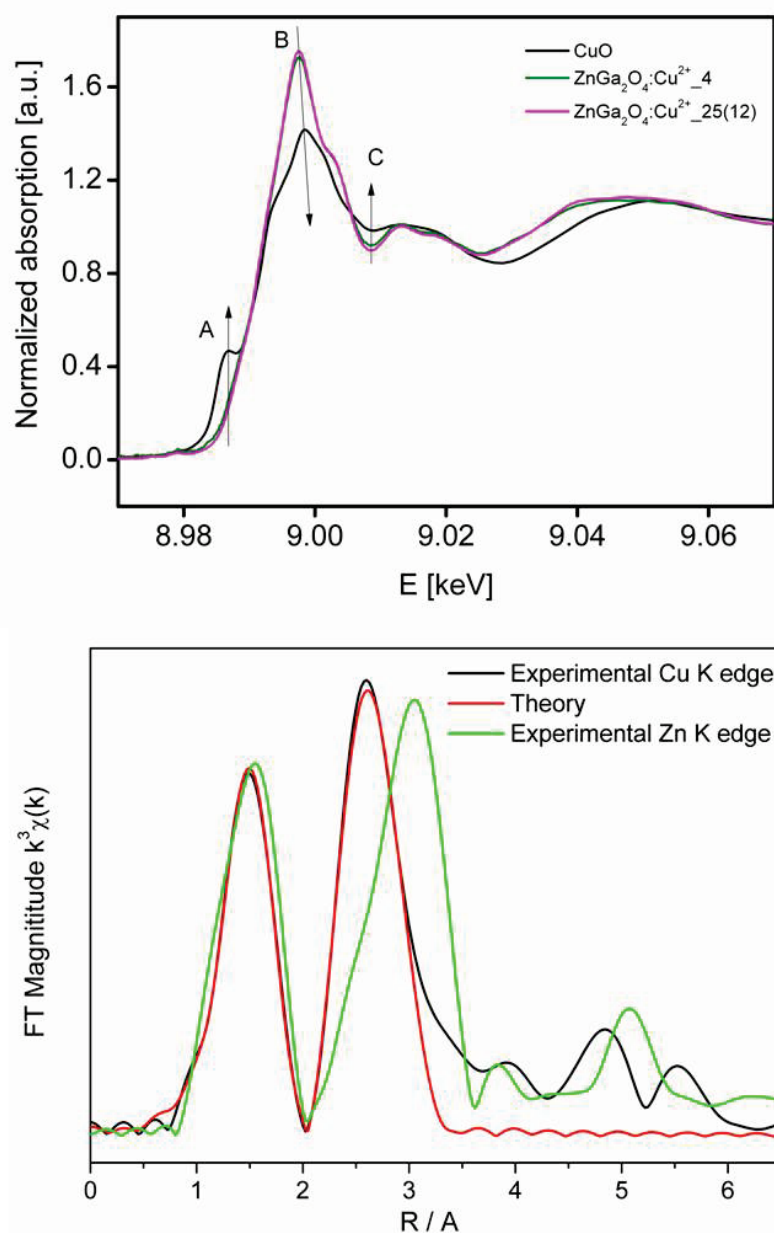 Normalized absorption [a.u.]
1.6
1.2
0.8
0.4
0.0
A
B
C
CuO
ZnGa₂O₄:Cu²⁺_4
ZnGa₂O₄:Cu²⁺_25(12)
8.98 9.00 9.02 9.04 9.06
E [keV]
FT Magnititude k³χ(k)
Experimental Cu K edge
Theory
Experimental Zn K edge
0 1 2 3 4 5 6
R / A